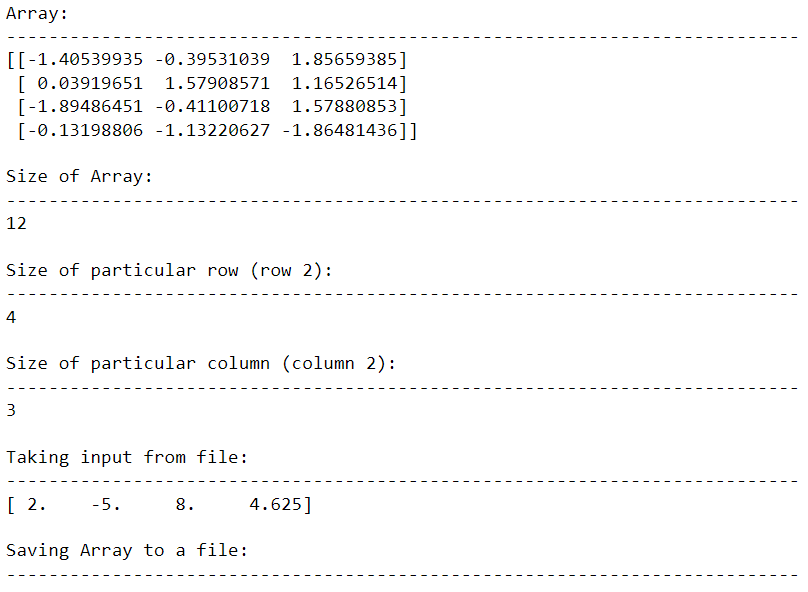 Array:
---------------------------------------------------------------------------
[[-1.40539935 -0.39531039  1.85659385]
 [ 0.03919651  1.57908571  1.16526514]
 [-1.89486451 -0.41100718  1.57880853]
 [-0.13198806 -1.13220627 -1.86481436]]
Size of Array:
---------------------------------------------------------------------------
12
Size of particular row (row 2):
---------------------------------------------------------------------------
4
Size of particular column (column 2):
---------------------------------------------------------------------------
3
Taking input from file:
---------------------------------------------------------------------------
[ 2.    -5.     8.     4.625]
Saving Array to a file:
---------------------------------------------------------------------------